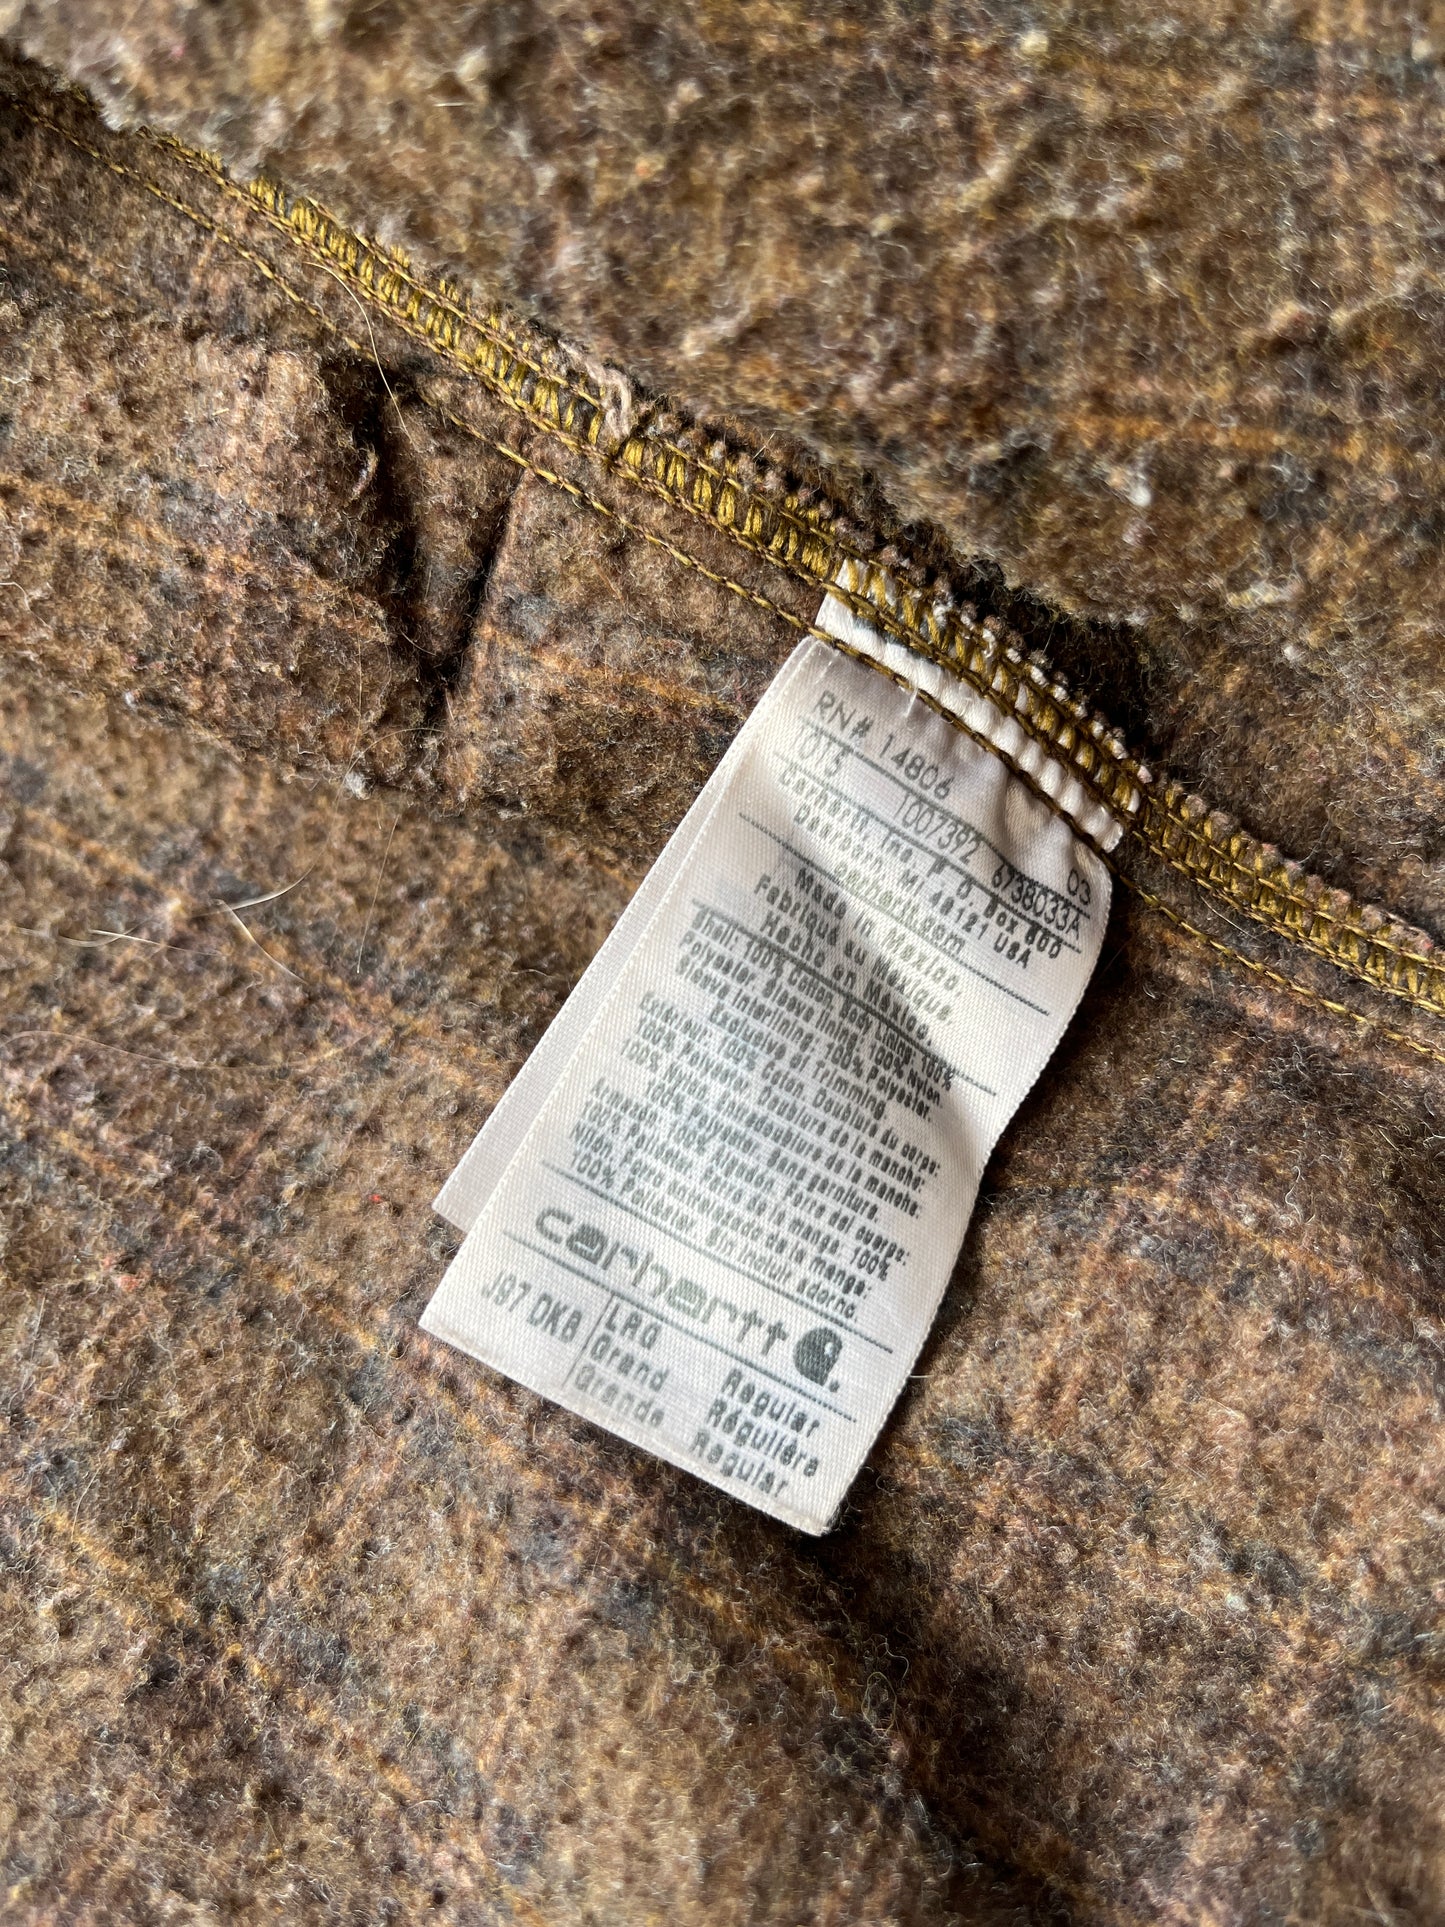 RN# 14806
015 1007392 03
6738033A
Carhartt, Inc. P.O. Box 600
Dearborn, MI 48121 USA
carhartt.com
Made in Mexico.
Fabriqué au Mexique.
Hecho en México.
Shell: 100% Cotton. Body Lining: 100%
Polyester. Sleeve lining: 100% Nylon.
Sleeve Interlining: 100% Polyester.
Exclusive of Trimming
Extérieur: 100% Coton. Doublure du corps:
100% Polyester. Doublure de la manche:
100% Nylon. Entredoublure de la manche:
100% Polyester. Sans garniture.
100% Algodón. Forro del cuerpo:
100% Poliéster. Forro de la manga: 100%
Nilon. Forro de la manga:
100% Poliéster. Sin incluir adorno.
carhartt
J97 DKB Lrg Regular
Grand Régulière
Grande Regular